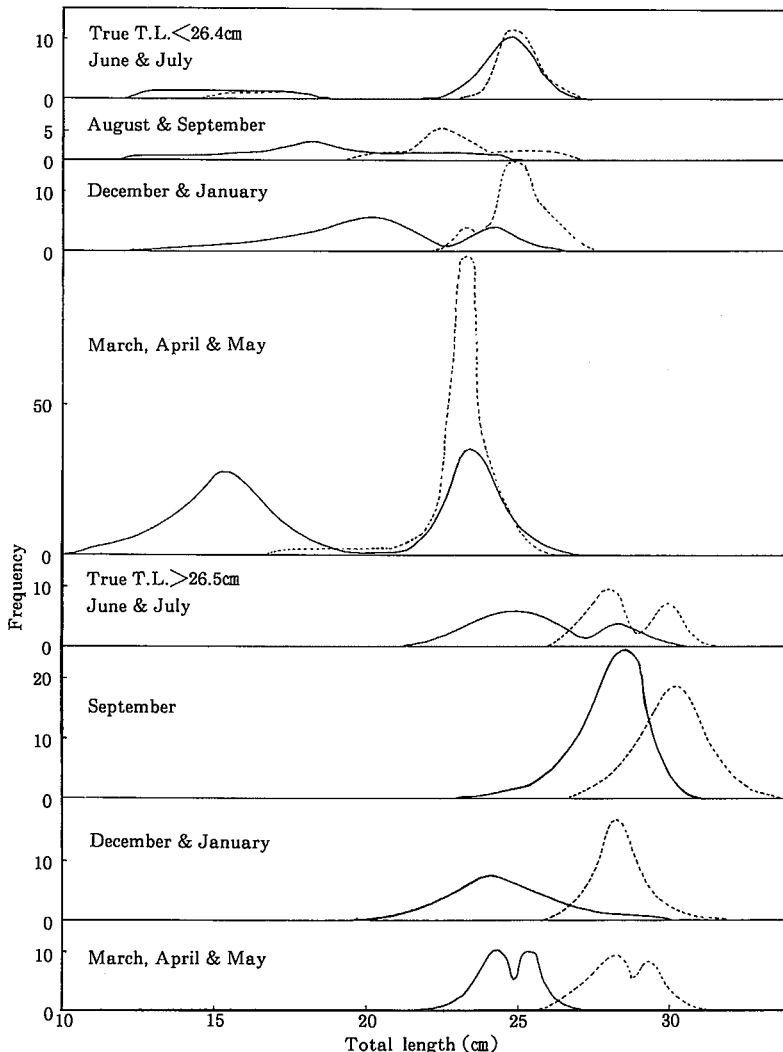 10
True T.L.<26.4cm
June & July
0
5
August & September
0
10
December & January
0
March, April & May
50
0
True T.L.>26.5cm
10
June & July
0
20
September
10
0
December & January
10
0
10
March, April & May
0
Frequency
10 15 20 25 30
Total length (cm)